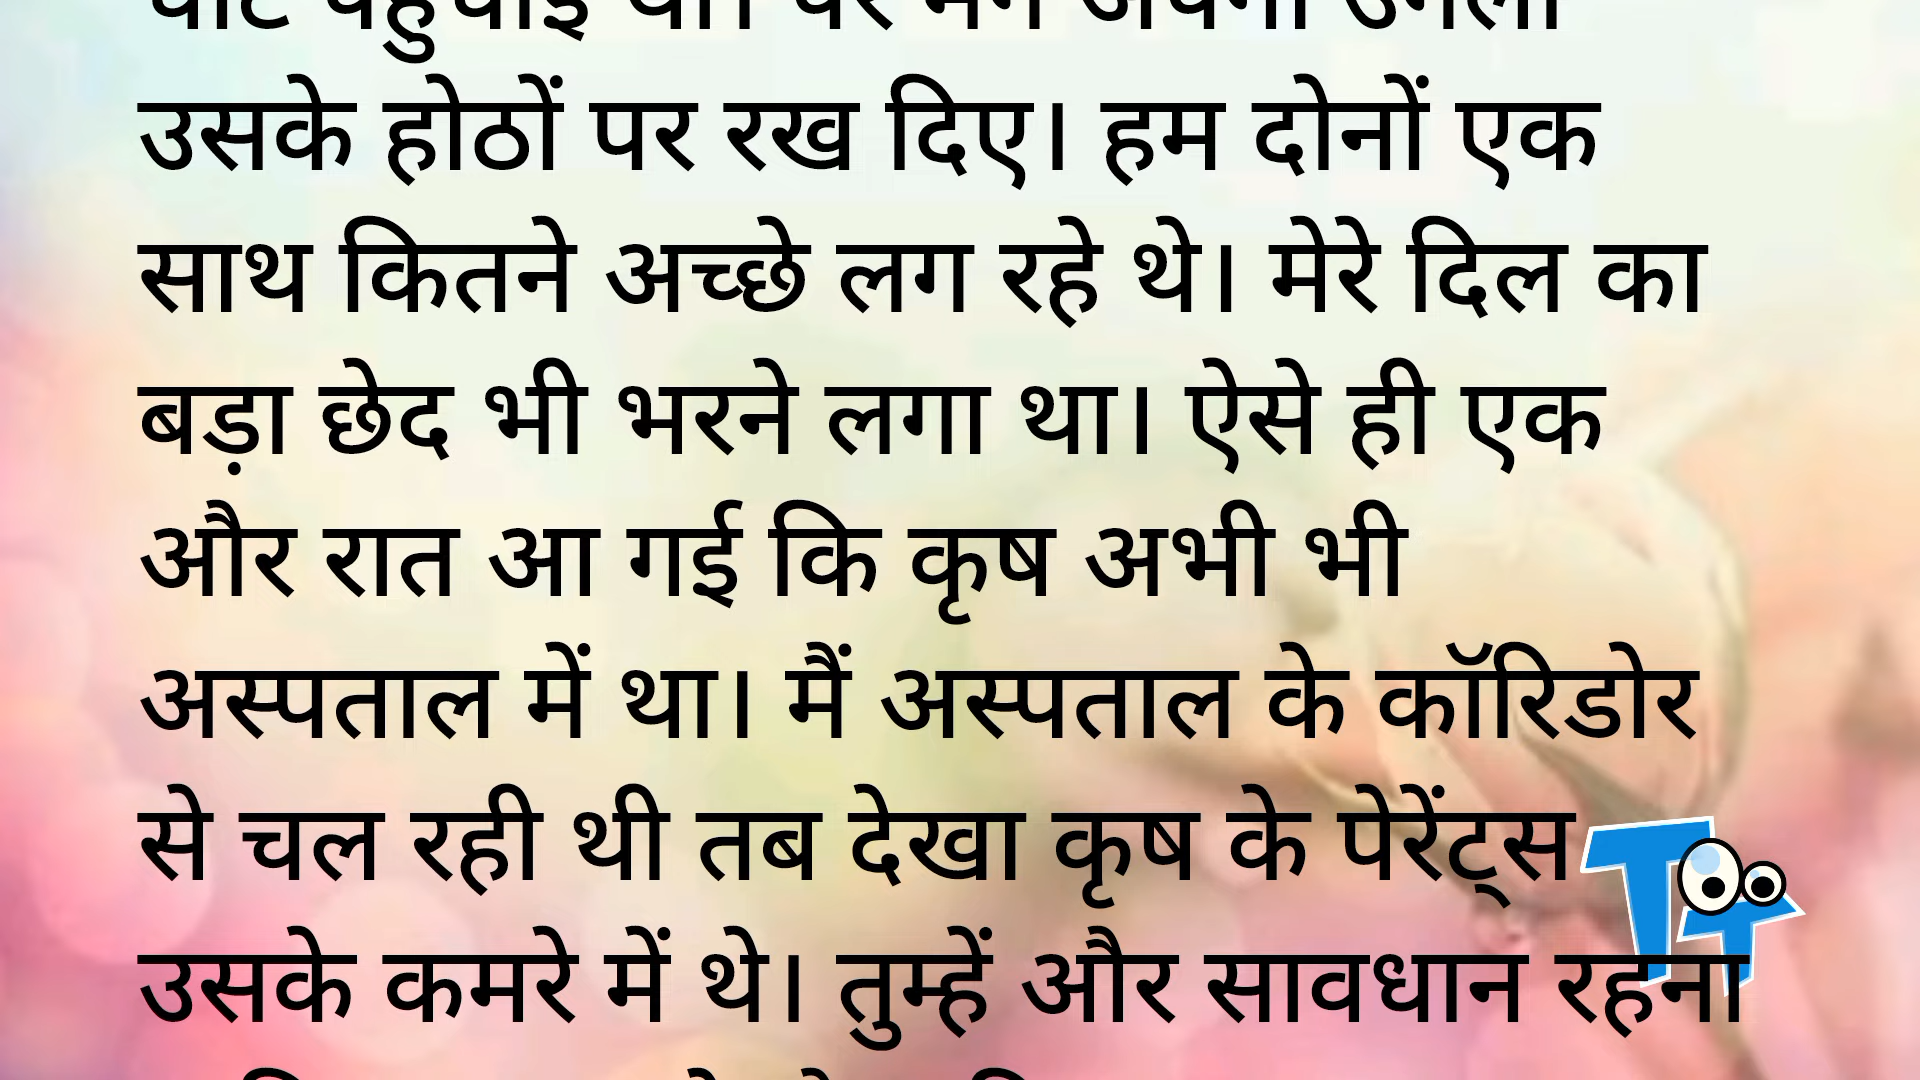 उसके होठों पर रख दिए। हम दोनों एक
साथ कितने अच्छे लग रहे थे। मेरे दिल का
बड़ा छेद भी भरने लगा था। ऐसे ही एक
और रात आ गई कि कृष अभी भी
अस्पताल में था। मैं अस्पताल के कॉरिडोर
से चल रही थी तब देखा कृष के पेरेंट्स
उसके कमरे में थे। तुम्हें और सावधान रहना